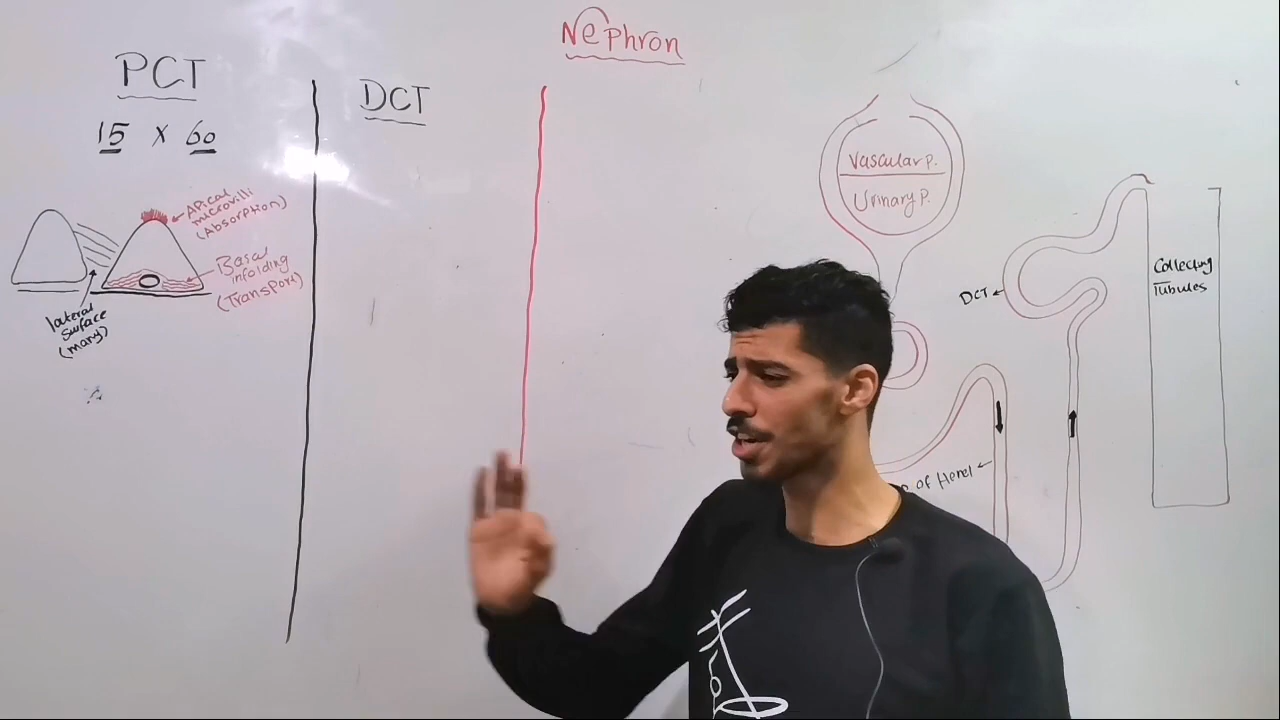 Nephron
PCT
15 x 60
Apical
microvilli
(Absorption)
Basal
infolding
(Transport)
lateral
surface
(many)
DCT
Vascular P.
Urinary P.
DCT
Collecting
Tubules
of Henel